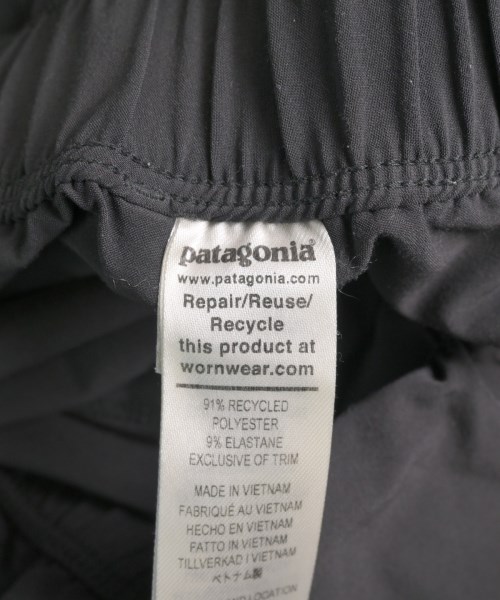 patagonia®
www.patagonia.com
Repair/Reuse/
Recycle
this product at
wornwear.com
91% RECYCLED
POLYESTER
9% ELASTANE
EXCLUSIVE OF TRIM
MADE IN VIETNAM
FABRIQUÉ AU VIETNAM
HECHO EN VIETNAM
FATTO IN VIETNAM
TILLVERKAD I VIETNAM
ベトナム製
LOCATION